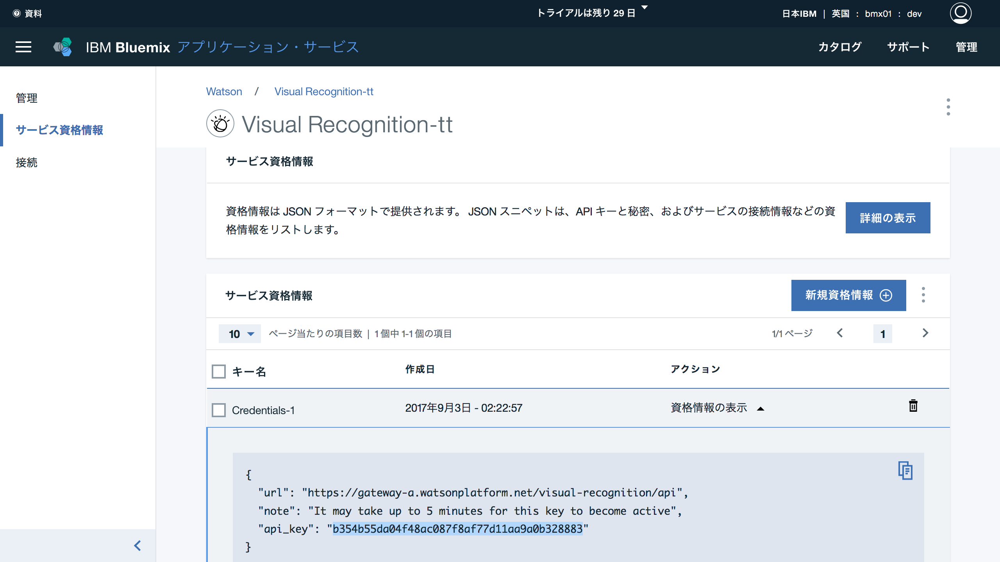 資料
トライアルは残り 29 日
日本IBM | 英国 : bmx01 : dev
IBM Bluemix アプリケーション・サービス
カタログ サポート 管理
管理
サービス資格情報
接続
Watson / Visual Recognition-tt
Visual Recognition-tt
サービス資格情報
資格情報は JSON フォーマットで提供されます。 JSON スニペットは、API キーと秘密、およびサービスの接続情報などの資
格情報をリストします。
詳細の表示
サービス資格情報
新規資格情報
10 ページ当たりの項目数 | 1 個中 1-1 個の項目
1/1 ページ 1
キー名 作成日 アクション
Credentials-1 2017年9月3日 - 02:22:57 資格情報の表示
{
"url": "https://gateway-a.watsonplatform.net/visual-recognition/api",
"note": "It may take up to 5 minutes for this key to become active",
"api_key": "b354b55da04f48ac087f8af77d11aa9a0b328883"
}